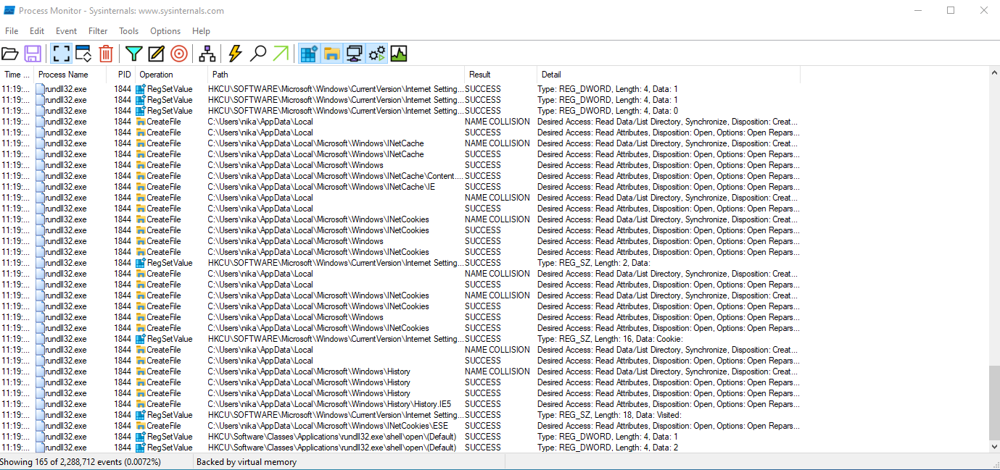 Process Monitor - Sysinternals: www.sysinternals.com
File Edit Event Filter Tools Options Help
Time ... Process Name PID Operation Path Result Detail
11:19:... rundll32.exe 1844 RegSetValue HKCU\SOFTWARE\Microsoft\Windows\CurrentVersion\Internet Setting... SUCCESS Type: REG_DWORD, Length: 4, Data: 1
11:19:... rundll32.exe 1844 RegSetValue HKCU\SOFTWARE\Microsoft\Windows\CurrentVersion\Internet Setting... SUCCESS Type: REG_DWORD, Length: 4, Data: 1
11:19:... rundll32.exe 1844 RegSetValue HKCU\SOFTWARE\Microsoft\Windows\CurrentVersion\Internet Setting... SUCCESS Type: REG_DWORD, Length: 4, Data: 0
11:19:... rundll32.exe 1844 CreateFile C:\Users\nika\AppData\Local NAME COLLISION Desired Access: Read Data/List Directory, Synchronize, Disposition: Creat...
11:19:... rundll32.exe 1844 CreateFile C:\Users\nika\AppData\Local SUCCESS Desired Access: Read Attributes, Disposition: Open, Options: Open Repars...
11:19:... rundll32.exe 1844 CreateFile C:\Users\nika\AppData\Local\Microsoft\Windows\INetCache NAME COLLISION Desired Access: Read Data/List Directory, Synchronize, Disposition: Creat...
11:19:... rundll32.exe 1844 CreateFile C:\Users\nika\AppData\Local\Microsoft\Windows\INetCache SUCCESS Desired Access: Read Attributes, Disposition: Open, Options: Open Repars...
11:19:... rundll32.exe 1844 CreateFile C:\Users\nika\AppData\Local\Microsoft\Windows SUCCESS Desired Access: Read Attributes, Disposition: Open, Options: Open Repars...
11:19:... rundll32.exe 1844 CreateFile C:\Users\nika\AppData\Local\Microsoft\Windows\INetCache\Content.... SUCCESS Desired Access: Read Attributes, Disposition: Open, Options: Open Repars...
11:19:... rundll32.exe 1844 CreateFile C:\Users\nika\AppData\Local\Microsoft\Windows\INetCache\IE SUCCESS Desired Access: Read Attributes, Disposition: Open, Options: Open Repars...
11:19:... rundll32.exe 1844 CreateFile C:\Users\nika\AppData\Local NAME COLLISION Desired Access: Read Data/List Directory, Synchronize, Disposition: Creat...
11:19:... rundll32.exe 1844 CreateFile C:\Users\nika\AppData\Local SUCCESS Desired Access: Read Attributes, Disposition: Open, Options: Open Repars...
11:19:... rundll32.exe 1844 CreateFile C:\Users\nika\AppData\Local\Microsoft\Windows\INetCookies NAME COLLISION Desired Access: Read Data/List Directory, Synchronize, Disposition: Creat...
11:19:... rundll32.exe 1844 CreateFile C:\Users\nika\AppData\Local\Microsoft\Windows\INetCookies SUCCESS Desired Access: Read Attributes, Disposition: Open, Options: Open Repars...
11:19:... rundll32.exe 1844 CreateFile C:\Users\nika\AppData\Local\Microsoft\Windows SUCCESS Desired Access: Read Attributes, Disposition: Open, Options: Open Repars...
11:19:... rundll32.exe 1844 CreateFile C:\Users\nika\AppData\Local\Microsoft\Windows\INetCookies SUCCESS Desired Access: Read Attributes, Disposition: Open, Options: Open Repars...
11:19:... rundll32.exe 1844 RegSetValue HKCU\SOFTWARE\Microsoft\Windows\CurrentVersion\Internet Setting... SUCCESS Type: REG_SZ, Length: 2, Data:
11:19:... rundll32.exe 1844 CreateFile C:\Users\nika\AppData\Local NAME COLLISION Desired Access: Read Data/List Directory, Synchronize, Disposition: Creat...
11:19:... rundll32.exe 1844 CreateFile C:\Users\nika\AppData\Local SUCCESS Desired Access: Read Attributes, Disposition: Open, Options: Open Repars...
11:19:... rundll32.exe 1844 CreateFile C:\Users\nika\AppData\Local\Microsoft\Windows\INetCookies NAME COLLISION Desired Access: Read Data/List Directory, Synchronize, Disposition: Creat...
11:19:... rundll32.exe 1844 CreateFile C:\Users\nika\AppData\Local\Microsoft\Windows\INetCookies SUCCESS Desired Access: Read Attributes, Disposition: Open, Options: Open Repars...
11:19:... rundll32.exe 1844 CreateFile C:\Users\nika\AppData\Local\Microsoft\Windows SUCCESS Desired Access: Read Attributes, Disposition: Open, Options: Open Repars...
11:19:... rundll32.exe 1844 CreateFile C:\Users\nika\AppData\Local\Microsoft\Windows\INetCookies SUCCESS Desired Access: Read Attributes, Disposition: Open, Options: Open Repars...
11:19:... rundll32.exe 1844 RegSetValue HKCU\SOFTWARE\Microsoft\Windows\CurrentVersion\Internet Setting... SUCCESS Type: REG_SZ, Length: 16, Data: Cookie:
11:19:... rundll32.exe 1844 CreateFile C:\Users\nika\AppData\Local NAME COLLISION Desired Access: Read Data/List Directory, Synchronize, Disposition: Creat...
11:19:... rundll32.exe 1844 CreateFile C:\Users\nika\AppData\Local SUCCESS Desired Access: Read Attributes, Disposition: Open, Options: Open Repars...
11:19:... rundll32.exe 1844 CreateFile C:\Users\nika\AppData\Local\Microsoft\Windows\History NAME COLLISION Desired Access: Read Data/List Directory, Synchronize, Disposition: Creat...
11:19:... rundll32.exe 1844 CreateFile C:\Users\nika\AppData\Local\Microsoft\Windows\History SUCCESS Desired Access: Read Attributes, Disposition: Open, Options: Open Repars...
11:19:... rundll32.exe 1844 CreateFile C:\Users\nika\AppData\Local\Microsoft\Windows\History SUCCESS Desired Access: Read Attributes, Disposition: Open, Options: Open Repars...
11:19:... rundll32.exe 1844 CreateFile C:\Users\nika\AppData\Local\Microsoft\Windows\History\History.IE5 SUCCESS Desired Access: Read Attributes, Disposition: Open, Options: Open Repars...
11:19:... rundll32.exe 1844 RegSetValue HKCU\SOFTWARE\Microsoft\Windows\CurrentVersion\Internet Setting... SUCCESS Type: REG_SZ, Length: 18, Data: Visited:
11:19:... rundll32.exe 1844 CreateFile C:\Users\nika\AppData\Local\Microsoft\Windows\INetCookies\ESE SUCCESS Desired Access: Read Attributes, Disposition: Open, Options: Open Repars...
11:19:... rundll32.exe 1844 RegSetValue HKCU\Software\Classes\Applications\rundll32.exe\shell\open\(Default) SUCCESS Type: REG_DWORD, Length: 4, Data: 1
11:19:... rundll32.exe 1844 RegSetValue HKCU\Software\Classes\Applications\rundll32.exe\shell\open\(Default) SUCCESS Type: REG_DWORD, Length: 4, Data: 2
Showing 165 of 2,288,712 events (0.0072%) Backed by virtual memory